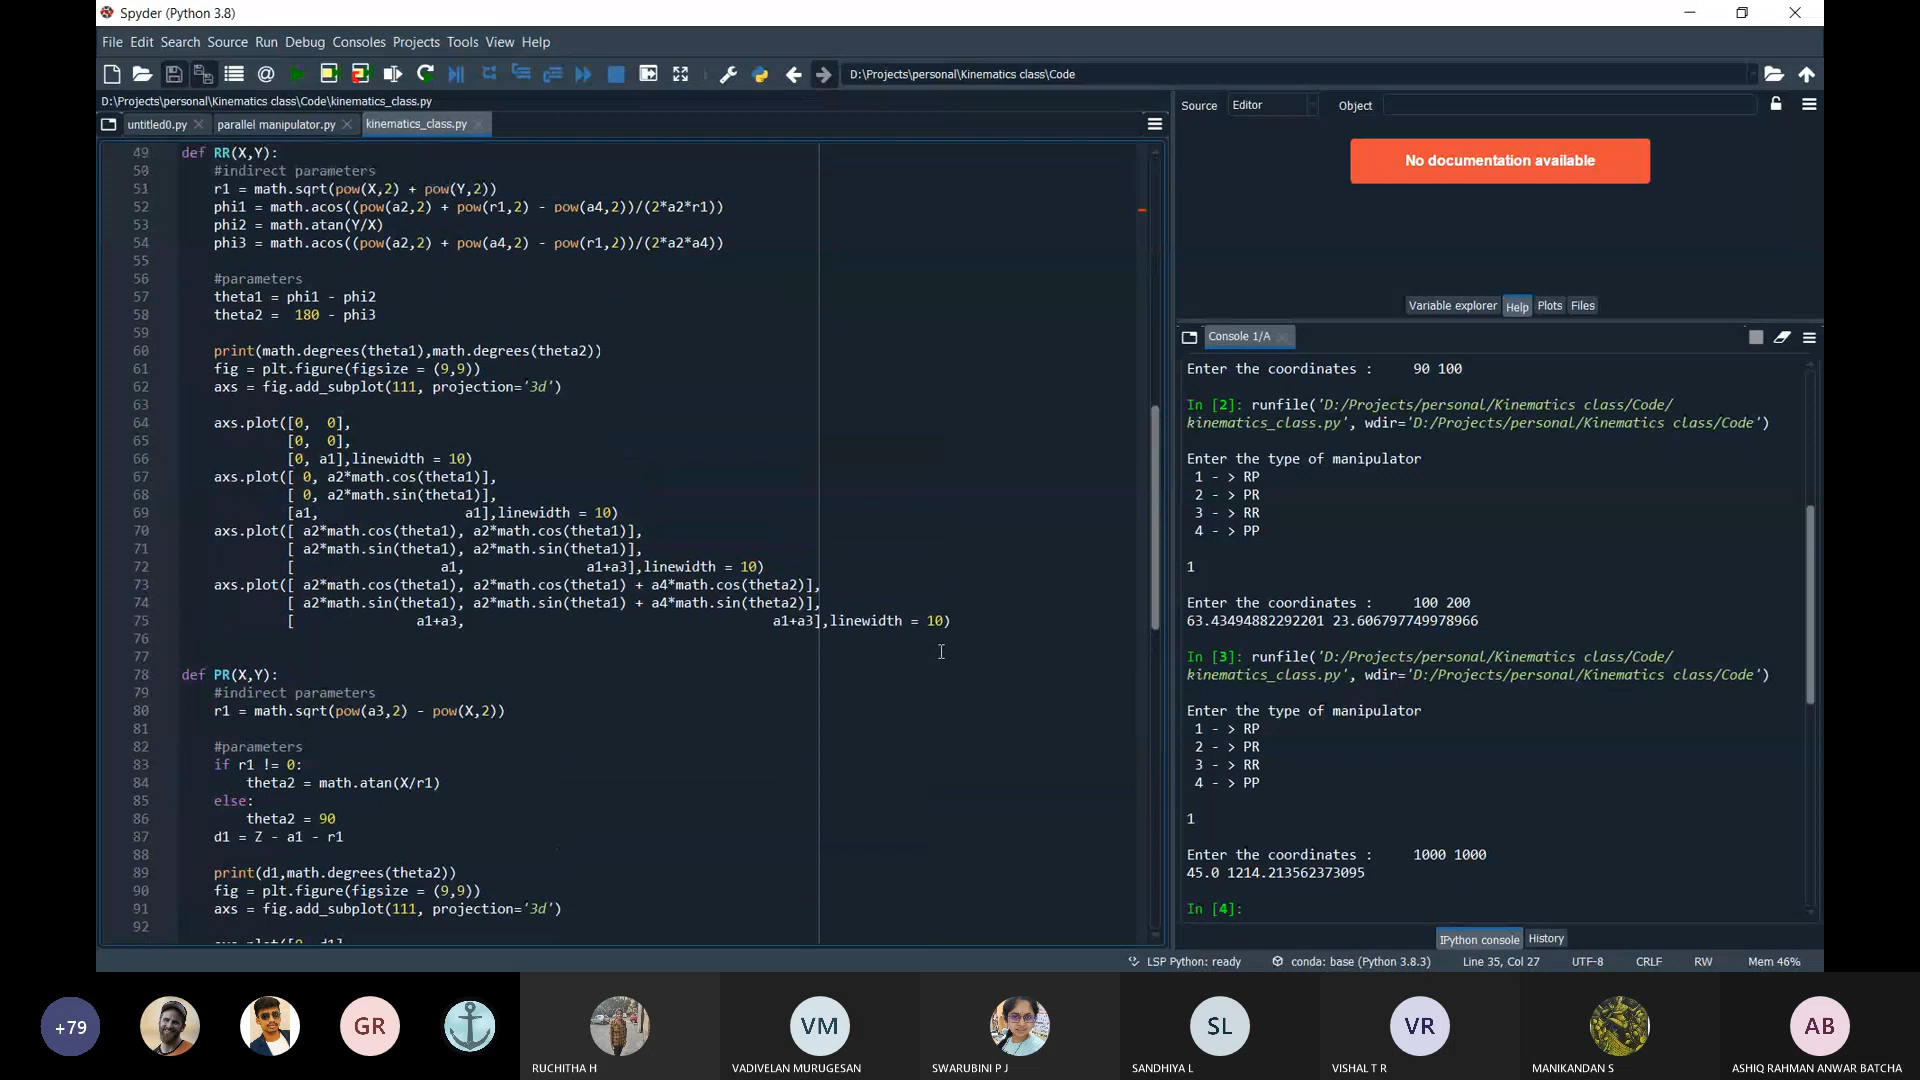 Spyder (Python 3.8)
File Edit Search Source Run Debug Consoles Projects Tools View Help
D:\Projects\personal\Kinematics class\Code
D:\Projects\personal\Kinematics class\Code\kinematics_class.py
untitled0.py parallel manipulator.py kinematics_class.py
49 def RR(X,Y):
50 #indirect parameters
51 r1 = math.sqrt(pow(X,2) + pow(Y,2))
52 phi1 = math.acos((pow(a2,2) + pow(r1,2) - pow(a4,2))/(2*a2*r1))
53 phi2 = math.atan(Y/X)
54 phi3 = math.acos((pow(a2,2) + pow(a4,2) - pow(r1,2))/(2*a2*a4))
55
56 #parameters
57 theta1 = phi1 - phi2
58 theta2 =  180 - phi3
59
60 print(math.degrees(theta1),math.degrees(theta2))
61 fig = plt.figure(figsize = (9,9))
62 axs = fig.add_subplot(111, projection='3d')
63
64 axs.plot([0,  0],
65 [0,  0],
66 [0, a1],linewidth = 10)
67 axs.plot([ 0, a2*math.cos(theta1)],
68 [ 0, a2*math.sin(theta1)],
69 [a1,                  a1],linewidth = 10)
70 axs.plot([ a2*math.cos(theta1), a2*math.cos(theta1)],
71 [ a2*math.sin(theta1), a2*math.sin(theta1)],
72 [                  a1,               a1+a3],linewidth = 10)
73 axs.plot([ a2*math.cos(theta1), a2*math.cos(theta1) + a4*math.cos(theta2)],
74 [ a2*math.sin(theta1), a2*math.sin(theta1) + a4*math.sin(theta2)],
75 [               a1+a3,                                      a1+a3],linewidth = 10)
76
77
78 def PR(X,Y):
79 #indirect parameters
80 r1 = math.sqrt(pow(a3,2) - pow(X,2))
81
82 #parameters
83 if r1 != 0:
84 theta2 = math.atan(X/r1)
85 else:
86 theta2 = 90
87 d1 = Z - a1 - r1
88
89 print(d1,math.degrees(theta2))
90 fig = plt.figure(figsize = (9,9))
91 axs = fig.add_subplot(111, projection='3d')
92
Source Editor Object
No documentation available
Variable explorer Help Plots Files
Console 1/A
Enter the coordinates :     90 100
In [2]: runfile('D:/Projects/personal/Kinematics class/Code/
kinematics_class.py', wdir='D:/Projects/personal/Kinematics class/Code')
Enter the type of manipulator
1 - > RP
2 - > PR
3 - > RR
4 - > PP
1
Enter the coordinates :     100 200
63.43494882292201 23.606797749978966
In [3]: runfile('D:/Projects/personal/Kinematics class/Code/
kinematics_class.py', wdir='D:/Projects/personal/Kinematics class/Code')
Enter the type of manipulator
1 - > RP
2 - > PR
3 - > RR
4 - > PP
1
Enter the coordinates :     1000 1000
45.0 1214.213562373095
In [4]:
IPython console History
LSP Python: ready conda: base (Python 3.8.3) Line 35, Col 27 UTF-8 CRLF RW Mem 46%
+79 GR VM SL VR AB
RUCHITHA H VADIVELAN MURUGESAN SWARUBINI P J SANDHIYA L VISHAL T R MANIKANDAN S ASHIQ RAHMAN ANWAR BATCHA